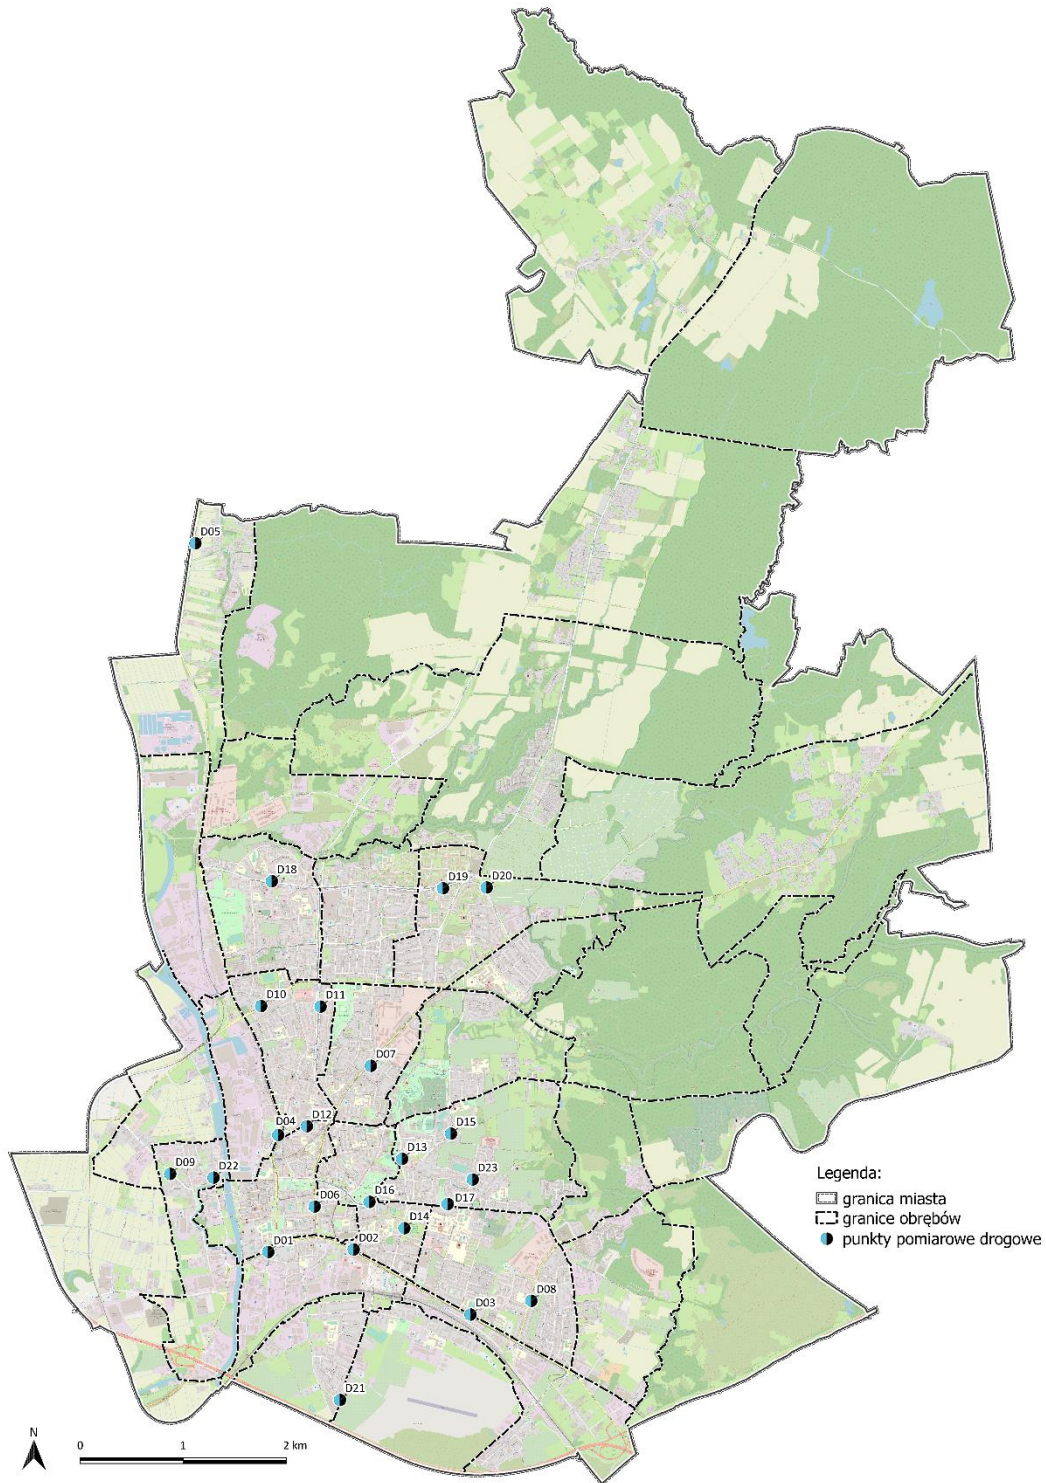 D05
D18
D19
D20
D10
D11
D07
D12
D04
D15
D13
D09
D22
D23
D16
D17
D06
D14
D02
D01
D08
D03
D21
Legenda:
granica miasta
granice obrębów
punkty pomiarowe drogowe
N
0 1 2 km